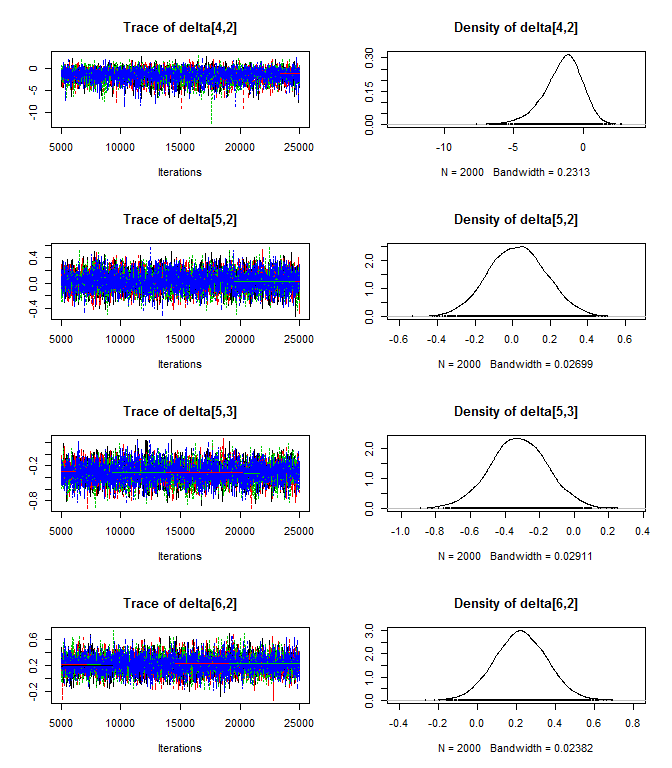 Trace of delta[4,2]
0
-5
-10
5000 10000 15000 20000 25000
Iterations
Density of delta[4,2]
0.30
0.15
0.00
-10 -5 0
N = 2000 Bandwidth = 0.2313
Trace of delta[5,2]
0.4
0.0
-0.4
5000 10000 15000 20000 25000
Iterations
Density of delta[5,2]
2.0
1.0
0.0
-0.6 -0.4 -0.2 0.0 0.2 0.4 0.6
N = 2000 Bandwidth = 0.02699
Trace of delta[5,3]
-0.2
-0.8
5000 10000 15000 20000 25000
Iterations
Density of delta[5,3]
2.0
1.0
0.0
-1.0 -0.8 -0.6 -0.4 -0.2 0.0 0.2 0.4
N = 2000 Bandwidth = 0.02911
Trace of delta[6,2]
0.6
0.2
-0.2
5000 10000 15000 20000 25000
Iterations
Density of delta[6,2]
3.0
2.0
1.0
0.0
-0.4 -0.2 0.0 0.2 0.4 0.6 0.8
N = 2000 Bandwidth = 0.02382